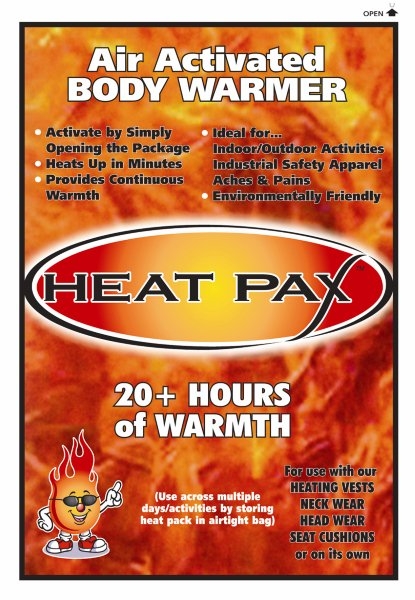 OPEN
Air Activated
BODY WARMER
• Activate by Simply
Opening the Package
• Heats Up in Minutes
• Provides Continuous
Warmth
• Ideal for...
Indoor/Outdoor Activities
Industrial Safety Apparel
Aches & Pains
• Environmentally Friendly
HEAT PAX™
20+ HOURS
of WARMTH
(Use across multiple
days/activities by storing
heat pack in airtight bag)
For use with our
HEATING VESTS
NECK WEAR
HEAD WEAR
SEAT CUSHIONS
or on its own